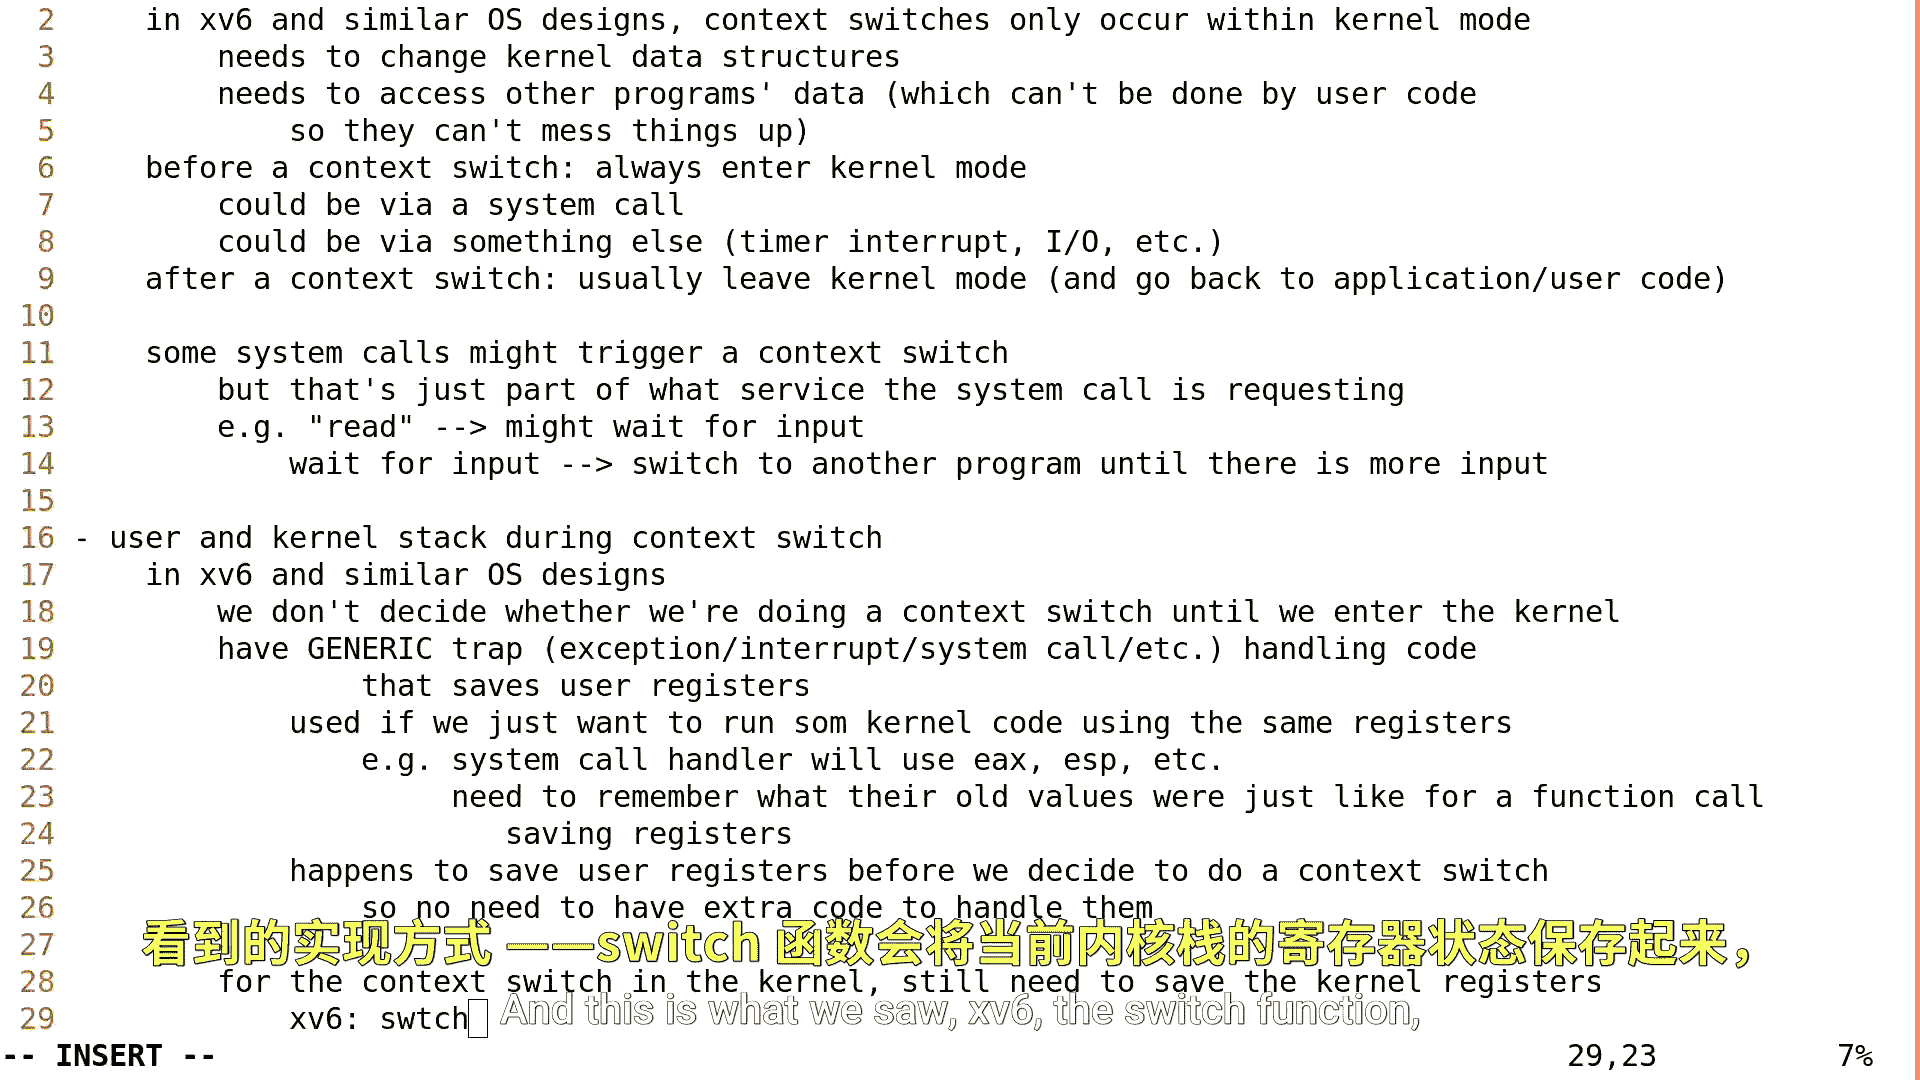 2 in xv6 and similar OS designs, context switches only occur within kernel mode
3 needs to change kernel data structures
4 needs to access other programs' data (which can't be done by user code
5 so they can't mess things up)
6 before a context switch: always enter kernel mode
7 could be via a system call
8 could be via something else (timer interrupt, I/O, etc.)
9 after a context switch: usually leave kernel mode (and go back to application/user code)
10
11 some system calls might trigger a context switch
12 but that's just part of what service the system call is requesting
13 e.g. "read" --> might wait for input
14 wait for input --> switch to another program until there is more input
15
16 - user and kernel stack during context switch
17 in xv6 and similar OS designs
18 we don't decide whether we're doing a context switch until we enter the kernel
19 have GENERIC trap (exception/interrupt/system call/etc.) handling code
20 that saves user registers
21 used if we just want to run som kernel code using the same registers
22 e.g. system call handler will use eax, esp, etc.
23 need to remember what their old values were just like for a function call
24 saving registers
25 happens to save user registers before we decide to do a context switch
26 so no need to have extra code to handle them
27
看到的实现方式 ——switch 函数会将当前内核栈的寄存器状态保存起来，
28 for the context switch in the kernel, still need to save the kernel registers
29 xv6: swtch
And this is what we saw, xv6, the switch function,
-- INSERT -- 29,23 7%